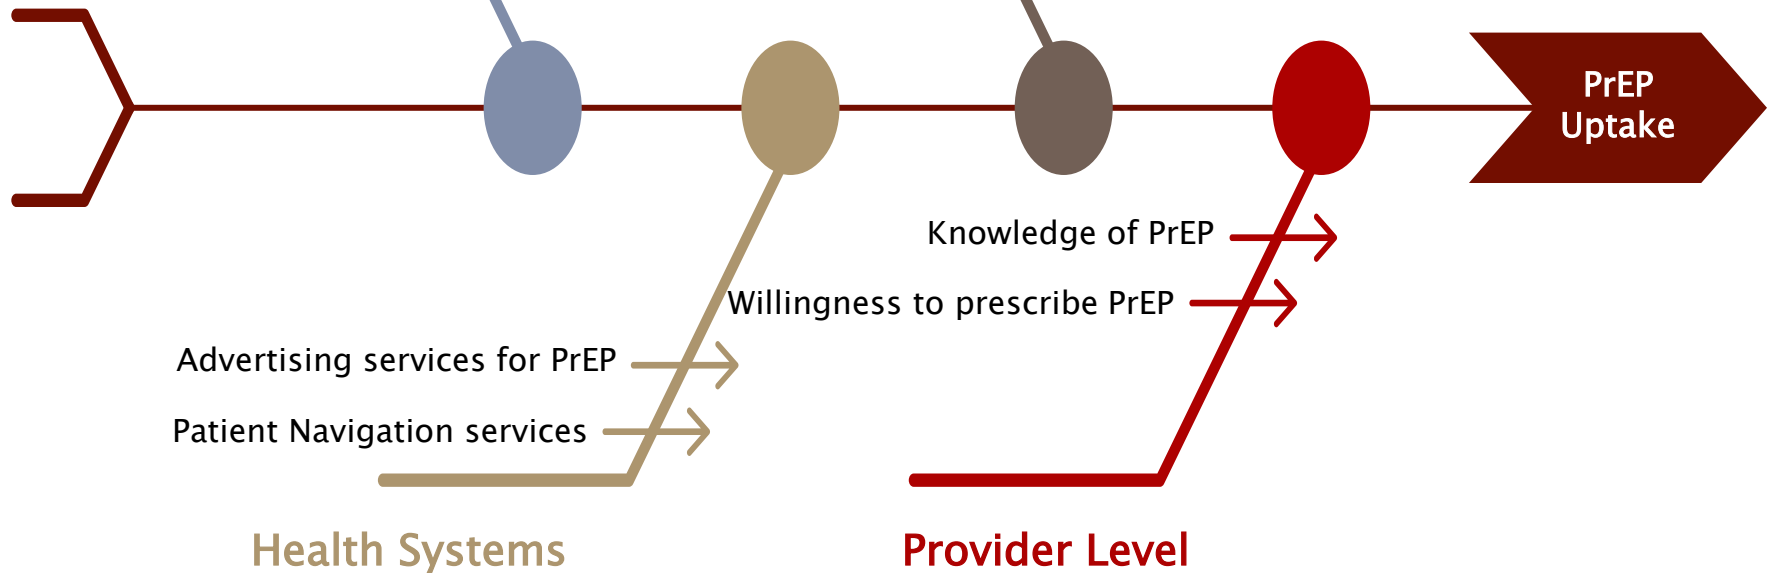 PrEP
Uptake
Knowledge of PrEP
Willingness to prescribe PrEP
Advertising services for PrEP
Patient Navigation services
Health Systems
Provider Level